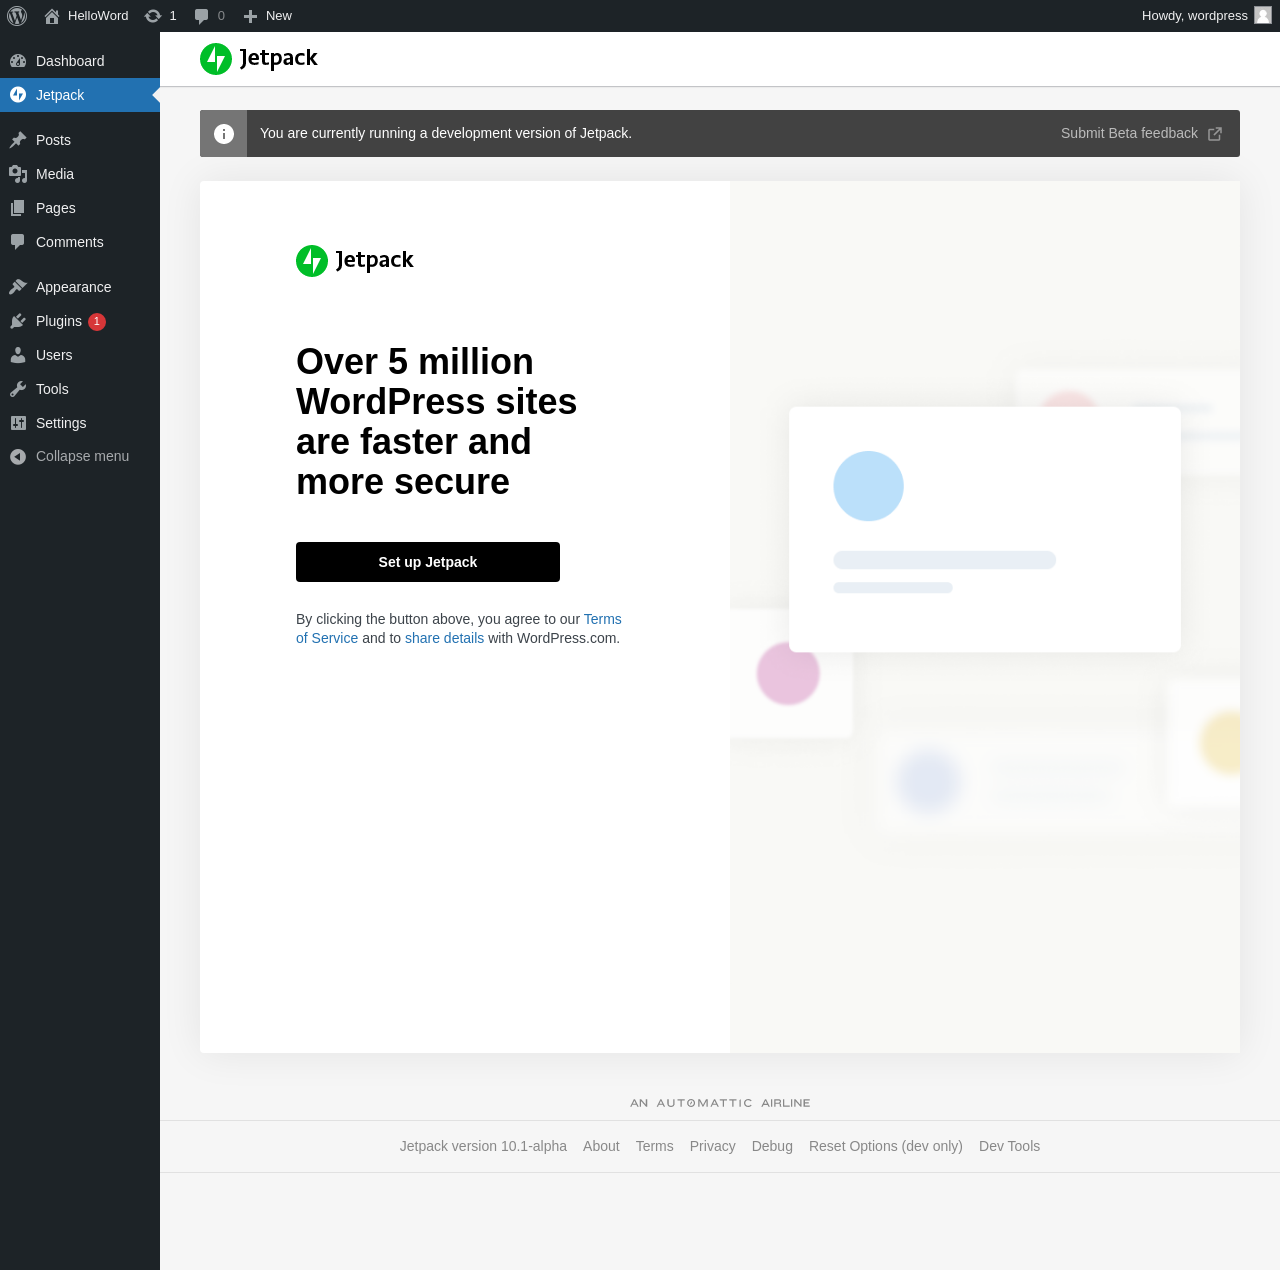 HelloWord 1 0 New Howdy, wordpress
Dashboard
Jetpack
Posts
Media
Pages
Comments
Appearance
Plugins 1
Users
Tools
Settings
Collapse menu
Jetpack
You are currently running a development version of Jetpack. Submit Beta feedback
Jetpack
Over 5 million
WordPress sites
are faster and
more secure
Set up Jetpack
By clicking the button above, you agree to our Terms
of Service and to share details with WordPress.com.
AN AUTOMATTIC AIRLINE
Jetpack version 10.1-alpha About Terms Privacy Debug Reset Options (dev only) Dev Tools